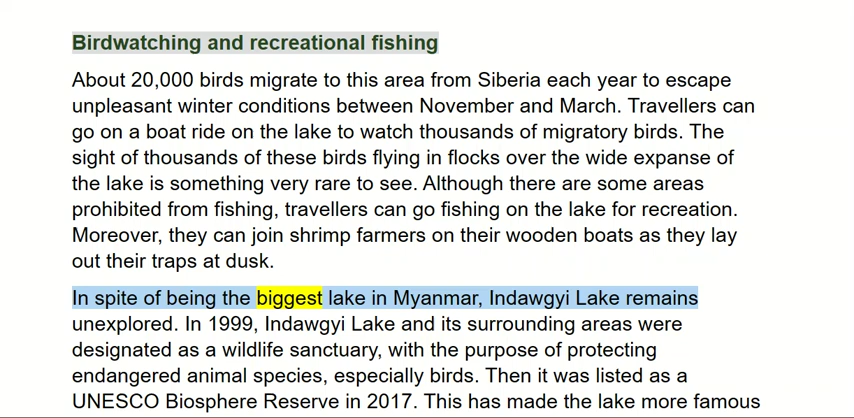 Birdwatching and recreational fishing
About 20,000 birds migrate to this area from Siberia each year to escape
unpleasant winter conditions between November and March. Travellers can
go on a boat ride on the lake to watch thousands of migratory birds. The
sight of thousands of these birds flying in flocks over the wide expanse of
the lake is something very rare to see. Although there are some areas
prohibited from fishing, travellers can go fishing on the lake for recreation.
Moreover, they can join shrimp farmers on their wooden boats as they lay
out their traps at dusk.
In spite of being the biggest lake in Myanmar, Indawgyi Lake remains
unexplored. In 1999, Indawgyi Lake and its surrounding areas were
designated as a wildlife sanctuary, with the purpose of protecting
endangered animal species, especially birds. Then it was listed as a
UNESCO Biosphere Reserve in 2017. This has made the lake more famous